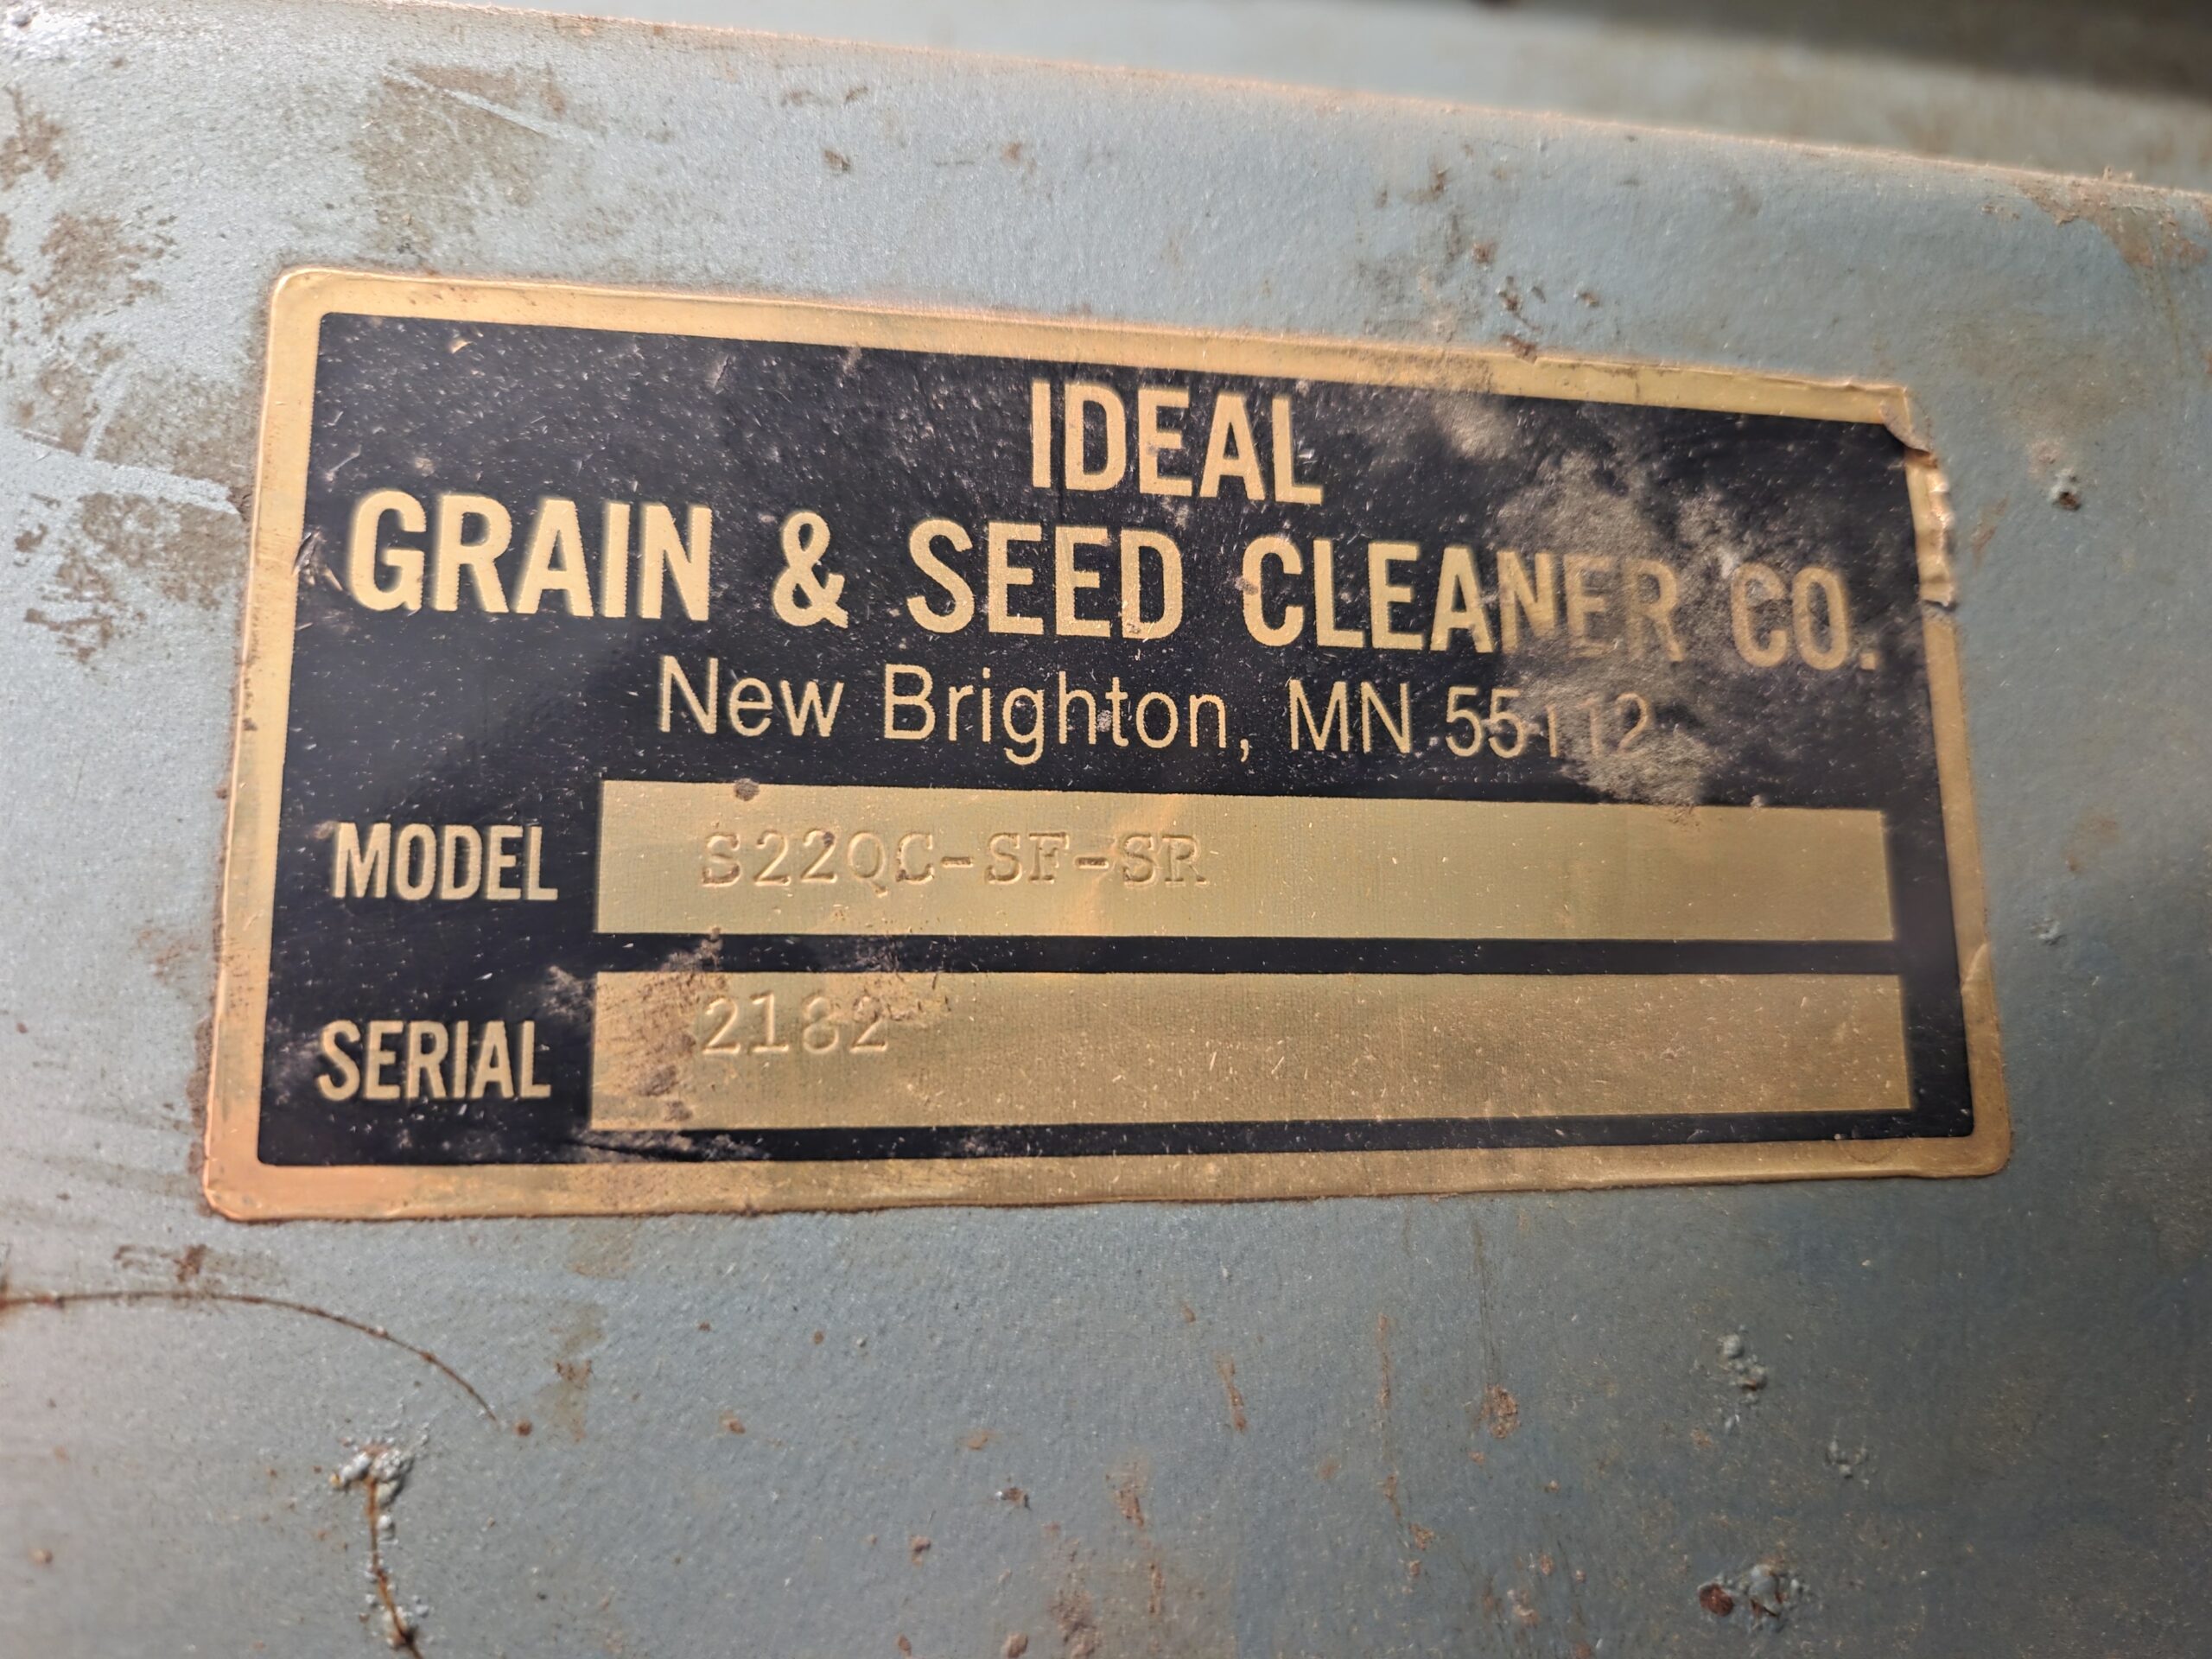 IDEAL
GRAIN & SEED CLEANER CO.
New Brighton, MN 55112
MODEL S22QC-SF-SR
SERIAL 2182